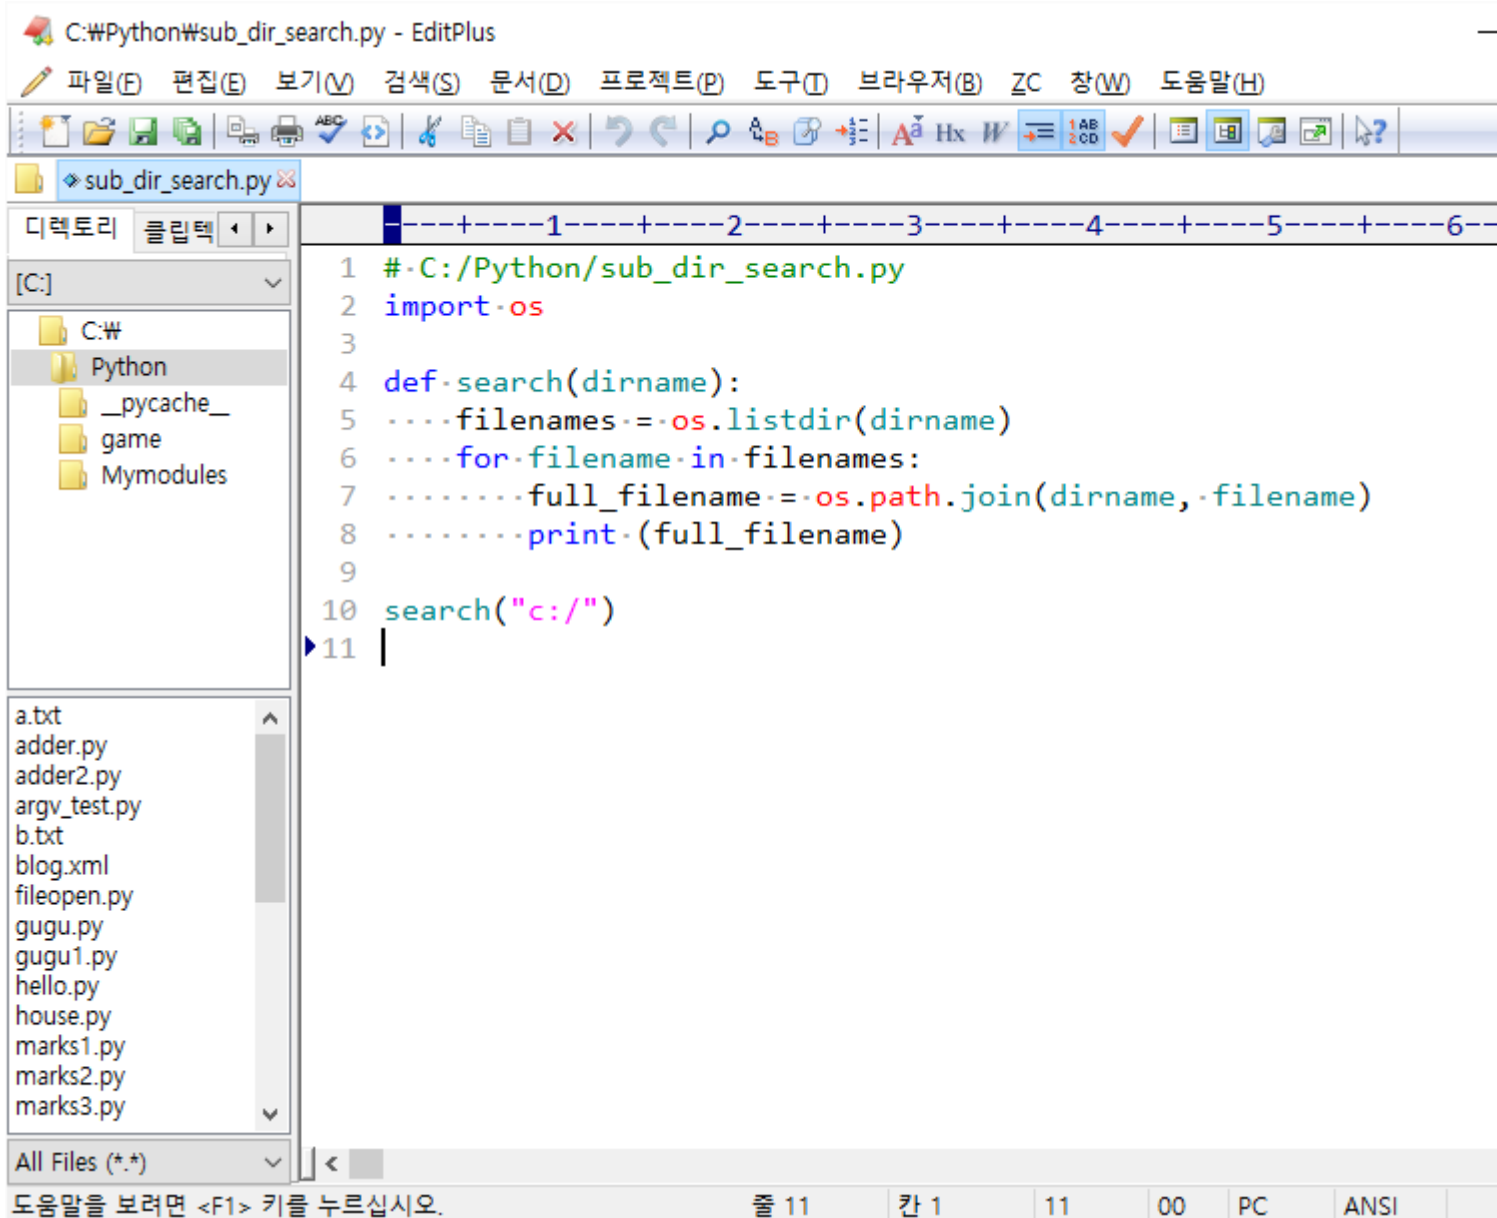 C:₩Python₩sub_dir_search.py - EditPlus
파일(F) 편집(E) 보기(V) 검색(S) 문서(D) 프로젝트(P) 도구(T) 브라우저(B) ZC 창(W) 도움말(H)
sub_dir_search.py
디렉토리 클립텍
----+----1----+----2----+----3----+----4----+----5----+----6--
[C:]
C:₩
Python
__pycache__
game
Mymodules
1 # C:/Python/sub_dir_search.py
2 import os
3
4 def search(dirname):
5     filenames = os.listdir(dirname)
6     for filename in filenames:
7         full_filename = os.path.join(dirname, filename)
8         print (full_filename)
9
10 search("c:/")
11
a.txt
adder.py
adder2.py
argv_test.py
b.txt
blog.xml
fileopen.py
gugu.py
gugu1.py
hello.py
house.py
marks1.py
marks2.py
marks3.py
All Files (*.*)
도움말을 보려면 <F1> 키를 누르십시오. 줄 11 칸 1 11 00 PC ANSI